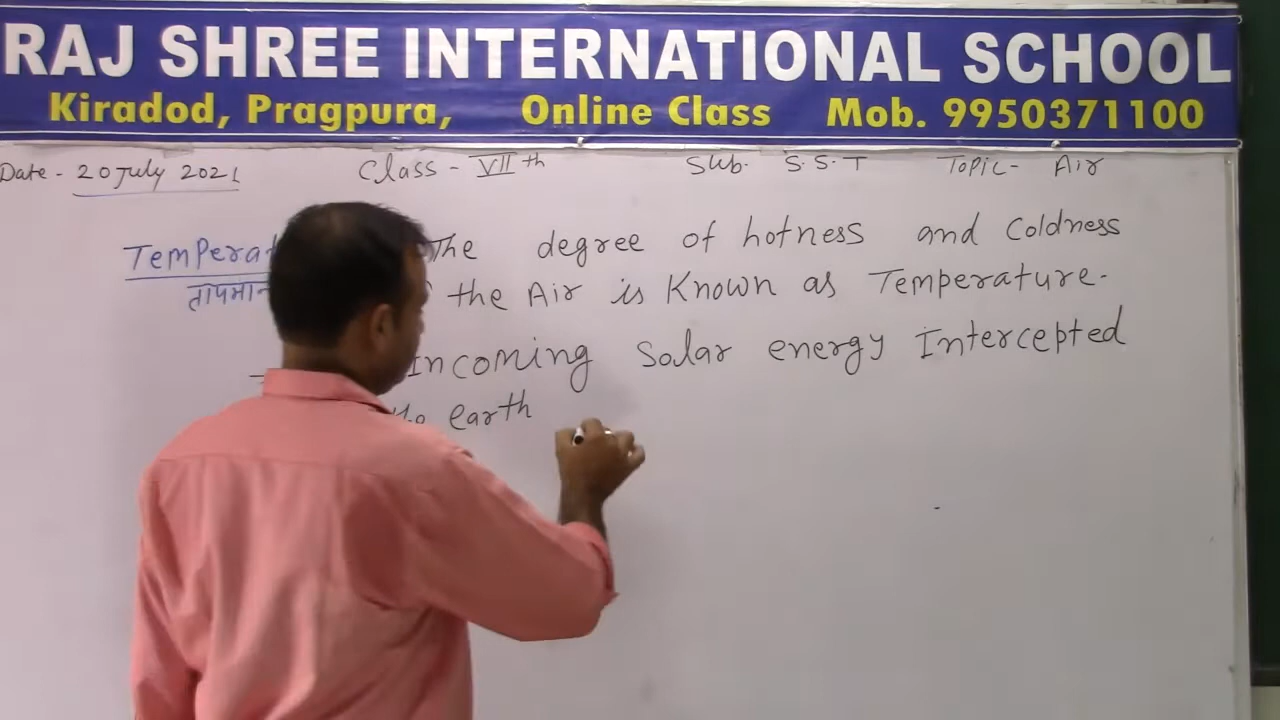 RAJ SHREE INTERNATIONAL SCHOOL
Kiradod, Pragpura, Online Class Mob. 9950371100
Date - 20 July 2021 Class - VII th Sub. S.S.T Topic - Air
The degree of hotness and Coldness
the Air is Known as Temperature.
Incoming Solar energy Intercepted
earth